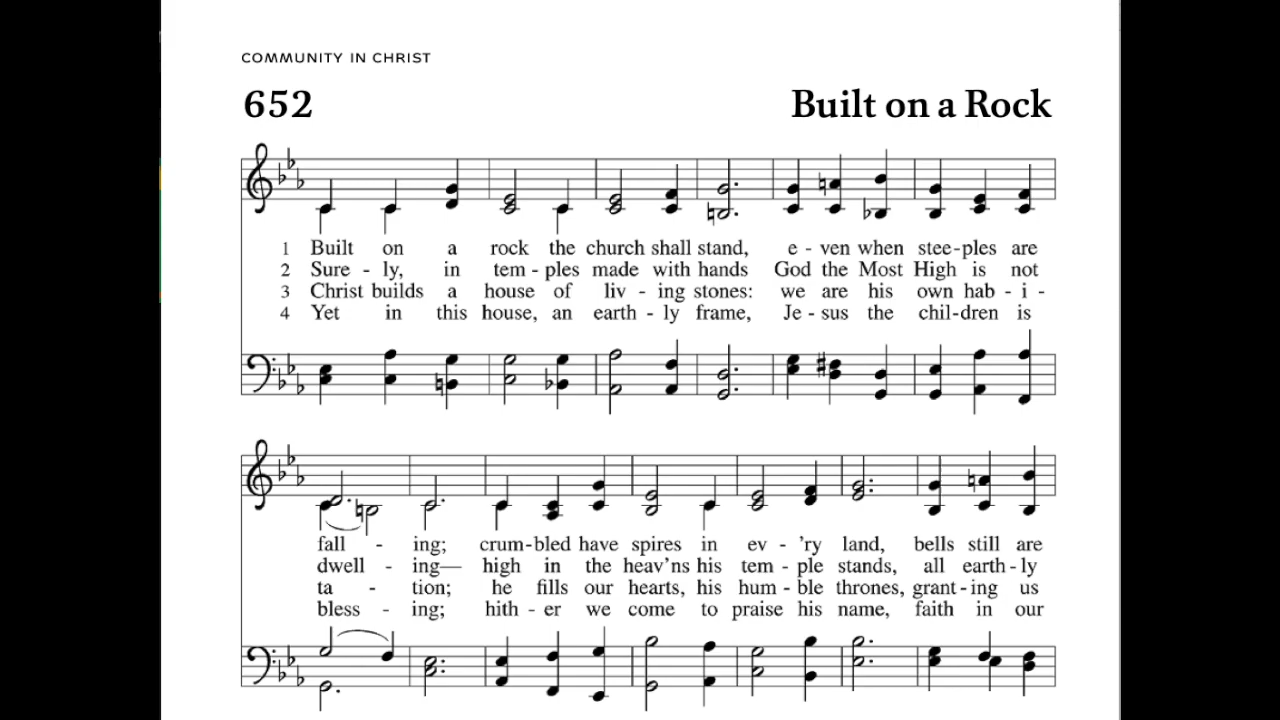 COMMUNITY IN CHRIST
652 Built on a Rock
1 Built on a rock the church shall stand, e - ven when stee - ples are
2 Sure - ly, in tem - ples made with hands God the Most High is not
3 Christ builds a house of liv - ing stones: we are his own hab - i -
4 Yet in this house, an earth - ly frame, Je - sus the chil - dren is
fall - ing; crum - bled have spires in ev - 'ry land, bells still are
dwell - ing— high in the heav'ns his tem - ple stands, all earth - ly
ta - tion; he fills our hearts, his hum - ble thrones, grant - ing us
bless - ing; hith - er we come to praise his name, faith in our